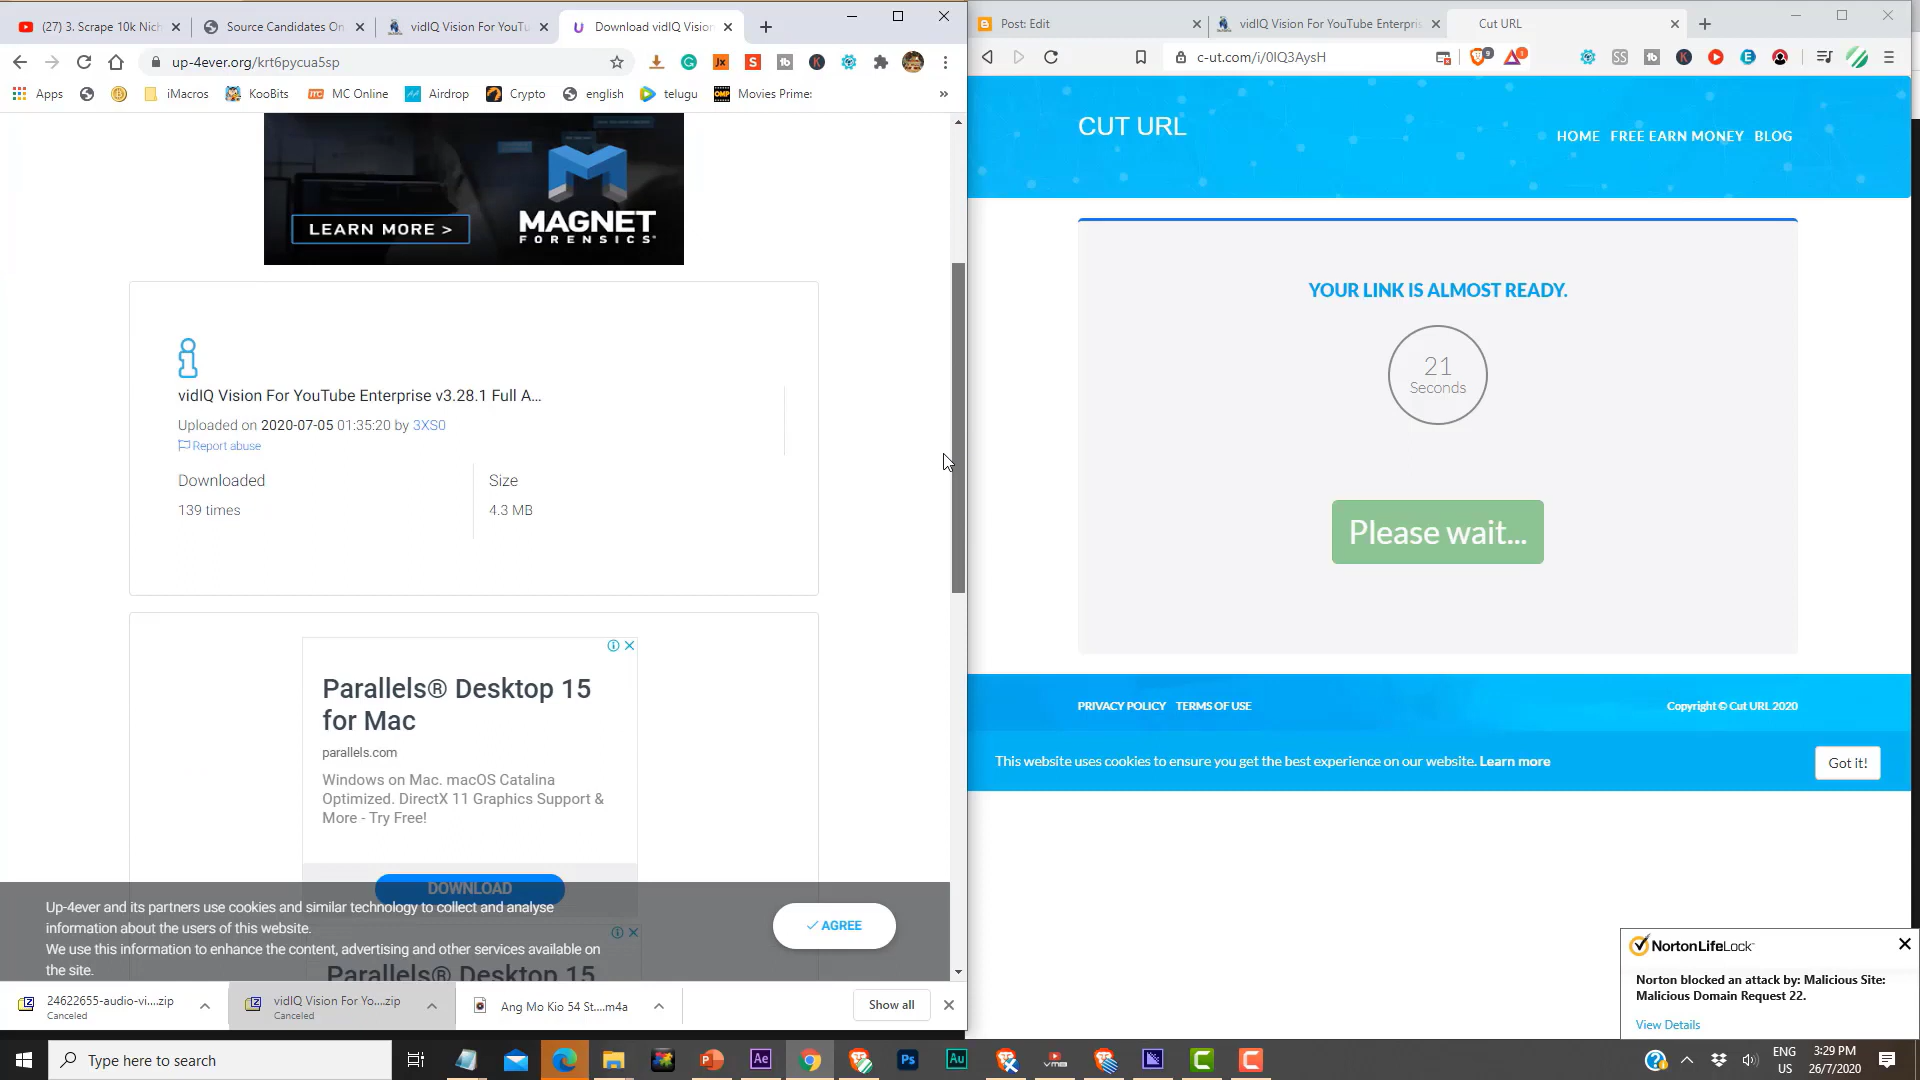 (27) 3. Scrape 10k Nich
Source Candidates On
vidIQ Vision For YouTu
Download vidIQ Vision
up-4ever.org/krt6pycua5sp
Apps
iMacros
KooBits
MC Online
Airdrop
Crypto
english
telugu
Movies Prime:
LEARN MORE >
MAGNET
FORENSICS
vidIQ Vision For YouTube Enterprise v3.28.1 Full A...
Uploaded on 2020-07-05 01:35:20 by 3XS0
Report abuse
Downloaded
Size
139 times
4.3 MB
Parallels® Desktop 15
for Mac
parallels.com
Windows on Mac. macOS Catalina
Optimized. DirectX 11 Graphics Support &
More - Try Free!
DOWNLOAD
Up-4ever and its partners use cookies and similar technology to collect and analyse
information about the users of this website.
We use this information to enhance the content, advertising and other services available on
the site.
AGREE
Parallels® Desktop 15
24622655-audio-vi....zip
Canceled
vidIQ Vision For Yo....zip
Canceled
Ang Mo Kio 54 St....m4a
Show all
Post: Edit
vidIQ Vision For YouTube Enterpris
Cut URL
c-ut.com/i/0IQ3AysH
CUT URL
HOME FREE EARN MONEY BLOG
YOUR LINK IS ALMOST READY.
21
Seconds
Please wait...
PRIVACY POLICY TERMS OF USE
Copyright © Cut URL 2020
This website uses cookies to ensure you get the best experience on our website. Learn more
Got it!
NortonLifeLock
Norton blocked an attack by: Malicious Site:
Malicious Domain Request 22.
View Details
Type here to search
ENG
US
3:29 PM
26/7/2020